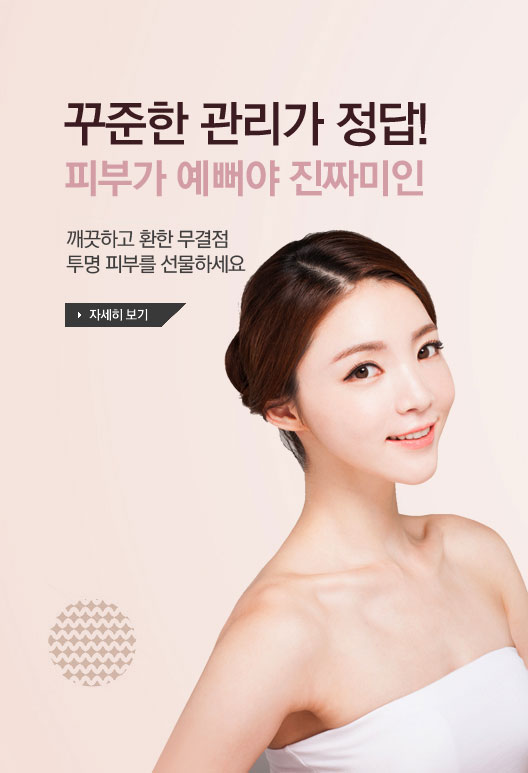 꾸준한 관리가 정답!
피부가 예뻐야 진짜미인
깨끗하고 환한 무결점
투명 피부를 선물하세요
자세히 보기